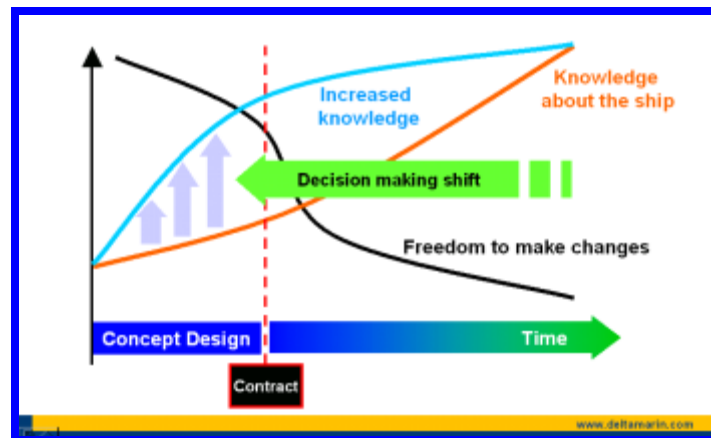 Increased
knowledge
Knowledge
about the ship
Decision making shift
Freedom to make changes
Concept Design
Time
Contract
www.deltamarin.com